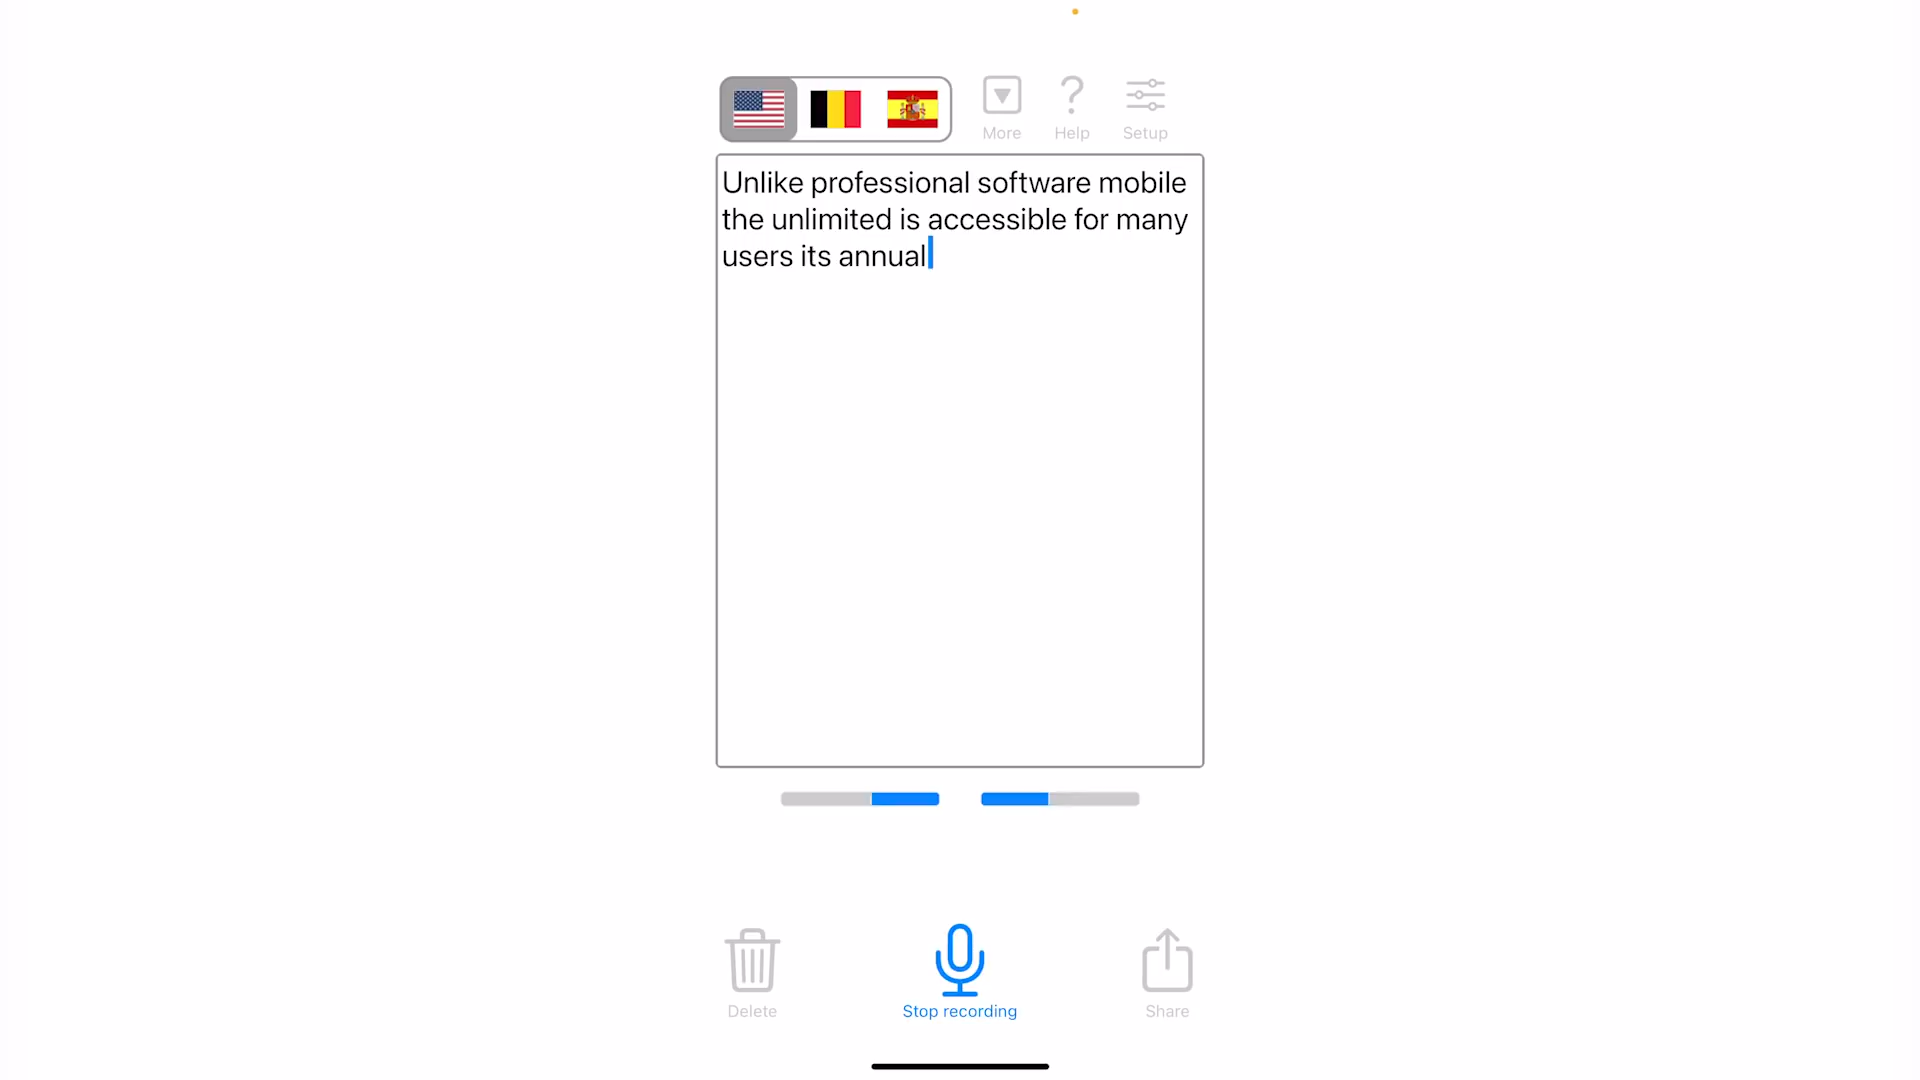 More
Help
Setup
Unlike professional software mobile
the unlimited is accessible for many
users its annual
Delete
Stop recording
Share